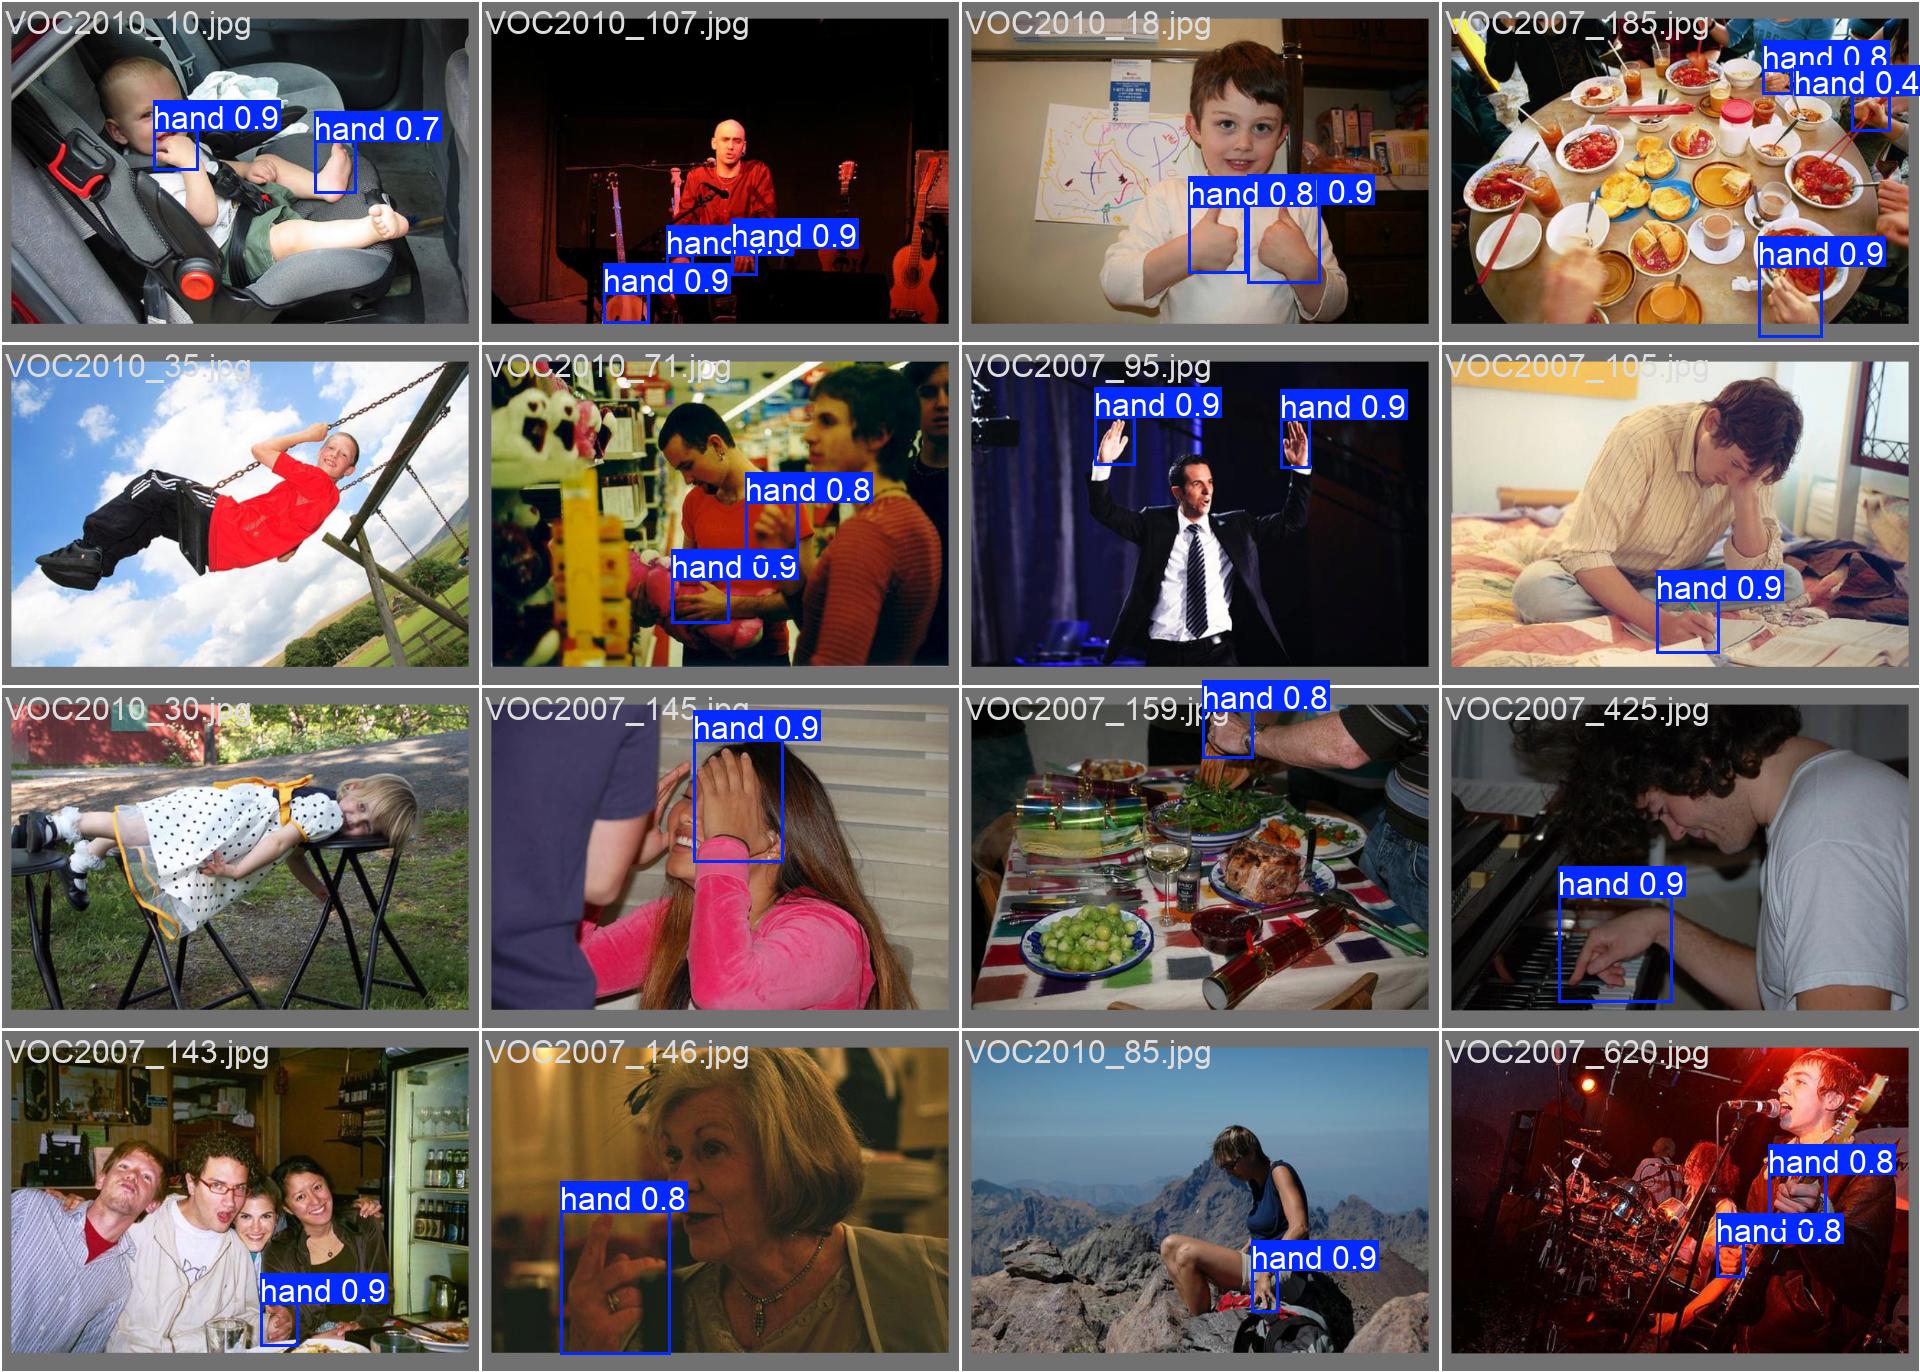 VOC2010_10.jpg
hand 0.9
hand 0.7
VOC2010_107.jpg
hand
hand 0.9
hand 0.9
VOC2010_18.jpg
hand 0.8
0.9
VOC2007_185.jpg
hand 0.8
hand 0.4
hand 0.9
VOC2010_35.jpg
VOC2010_71.jpg
hand 0.8
hand 0.9
VOC2007_95.jpg
hand 0.9
hand 0.9
VOC2007_105.jpg
hand 0.9
VOC2010_30.jpg
VOC2007_145.jpg
hand 0.9
VOC2007_159.jpg
hand 0.8
VOC2007_425.jpg
hand 0.9
VOC2007_143.jpg
hand 0.9
VOC2007_146.jpg
hand 0.8
VOC2010_85.jpg
hand 0.9
VOC2007_620.jpg
hand 0.8
hand 0.8